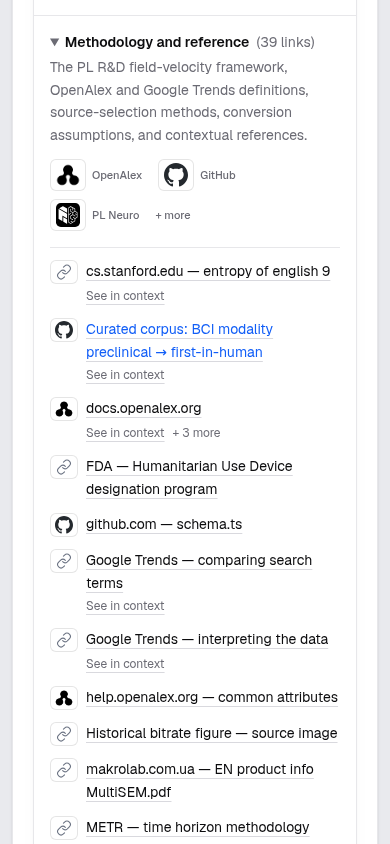 ▼ Methodology and reference (39 links)
The PL R&D field-velocity framework,
OpenAlex and Google Trends definitions,
source-selection methods, conversion
assumptions, and contextual references.
OpenAlex GitHub
PL Neuro + more
cs.stanford.edu — entropy of english 9
See in context
Curated corpus: BCI modality
preclinical → first-in-human
See in context
docs.openalex.org
See in context + 3 more
FDA — Humanitarian Use Device
designation program
github.com — schema.ts
Google Trends — comparing search
terms
See in context
Google Trends — interpreting the data
See in context
help.openalex.org — common attributes
Historical bitrate figure — source image
makrolab.com.ua — EN product info
MultiSEM.pdf
METR — time horizon methodology